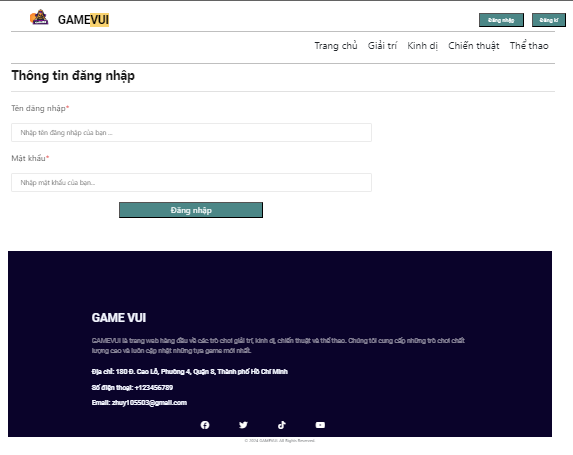 GAMEVUI
Đăng nhập
Đăng kí
Trang chủ Giải trí Kinh dị Chiến thuật Thể thao
Thông tin đăng nhập
Tên đăng nhập*
Nhập tên đăng nhập của bạn ...
Mật khẩu*
Nhập mật khẩu của bạn...
Đăng nhập
GAME VUI
GAMEVUI là trang web hàng đầu về các trò chơi giải trí, kinh dị, chiến thuật và thể thao. Chúng tôi cung cấp những trò chơi chất
lượng cao và luôn cập nhật những tựa game mới nhất.
Địa chỉ: 180 Đ. Cao Lỗ, Phường 4, Quận 8, Thành phố Hồ Chí Minh
Số điện thoại: +123456789
Email: zhuy105503@gmail.com
© 2024 GAMEVUI. All Rights Reserved.